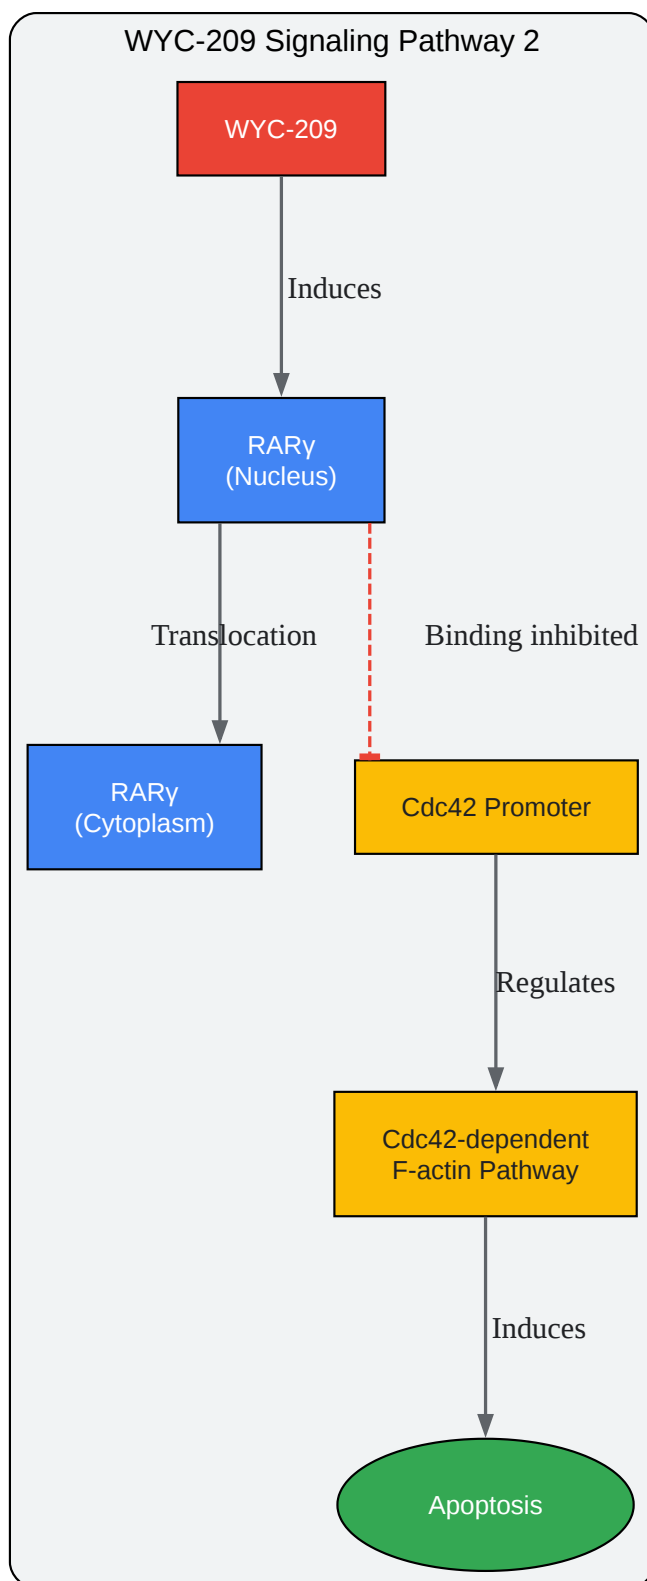 WYC-209 Signaling Pathway 2
WYC-209
Induces
RARγ
(Nucleus)
Translocation
Binding inhibited
RARγ
(Cytoplasm)
Cdc42 Promoter
Regulates
Cdc42-dependent
F-actin Pathway
Induces
Apoptosis